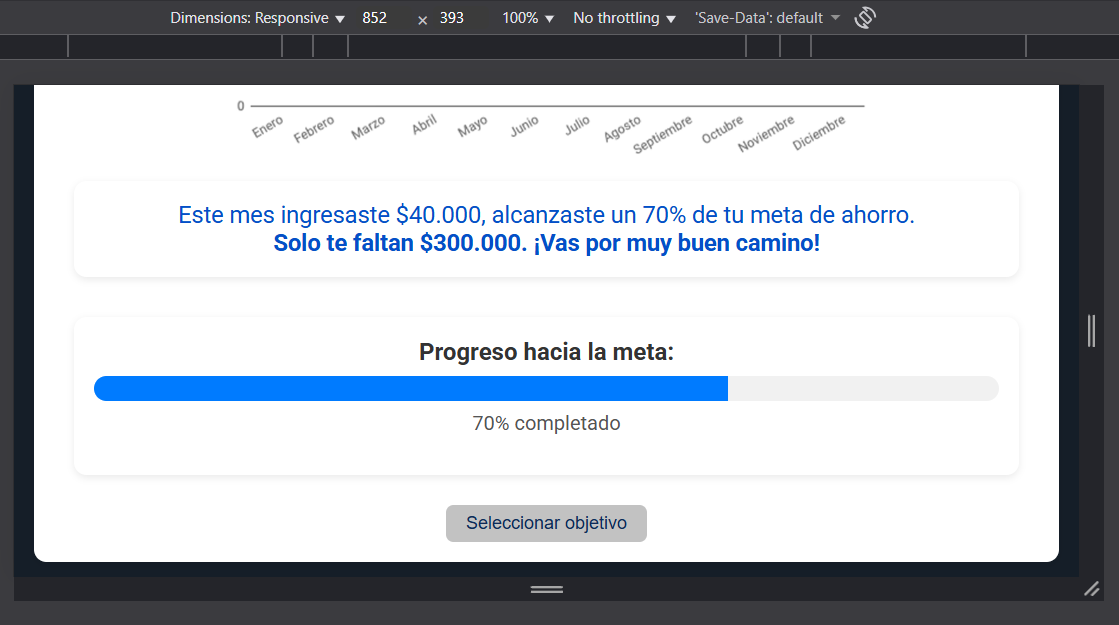 Dimensions: Responsive 852 × 393 100% No throttling 'Save-Data': default
0
Enero Febrero Marzo Abril Mayo Junio Julio Agosto Septiembre Octubre Noviembre Diciembre
Este mes ingresaste $40.000, alcanzaste un 70% de tu meta de ahorro.
Solo te faltan $300.000. ¡Vas por muy buen camino!
Progreso hacia la meta:
70% completado
Seleccionar objetivo